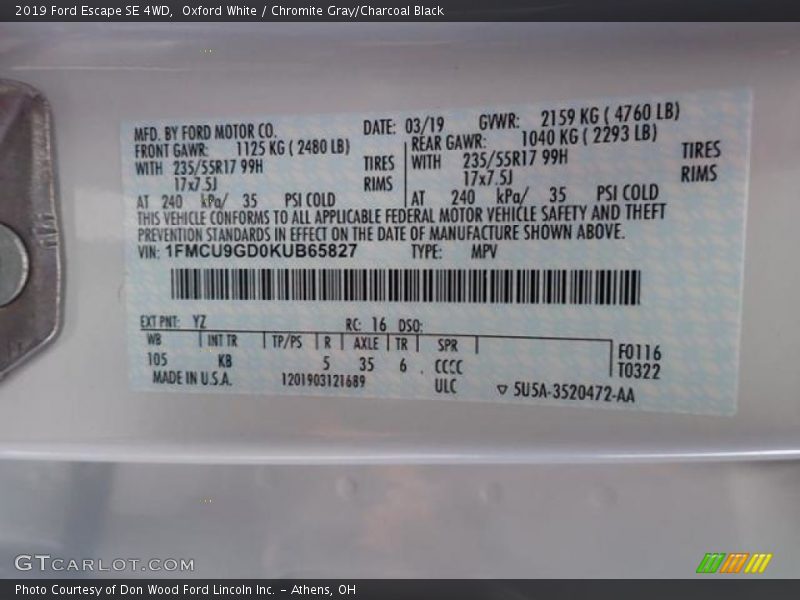 2019 Ford Escape SE 4WD,  Oxford White / Chromite Gray/Charcoal Black
MFD. BY FORD MOTOR CO. DATE: 03/19 GVWR: 2159 KG ( 4760 LB)
FRONT GAWR: 1125 KG ( 2480 LB) REAR GAWR: 1040 KG ( 2293 LB)
WITH 235/55R17 99H TIRES WITH 235/55R17 99H TIRES
17x7.5J RIMS 17x7.5J RIMS
AT 240 kPa/ 35 PSI COLD AT 240 kPa/ 35 PSI COLD
THIS VEHICLE CONFORMS TO ALL APPLICABLE FEDERAL MOTOR VEHICLE SAFETY AND THEFT
PREVENTION STANDARDS IN EFFECT ON THE DATE OF MANUFACTURE SHOWN ABOVE.
VIN: 1FMCU9GD0KUB65827 TYPE: MPV
EXT PNT: YZ RC: 16 DSO:
WB INT TR TP/PS R AXLE TR SPR F0116
105 KB 5 35 6 . CCCC T0322
MADE IN U.S.A. 1201903121689 ULC ▽ 5U5A-3520472-AA
GTCARLOT.COM
Photo Courtesy of Don Wood Ford Lincoln Inc. - Athens, OH